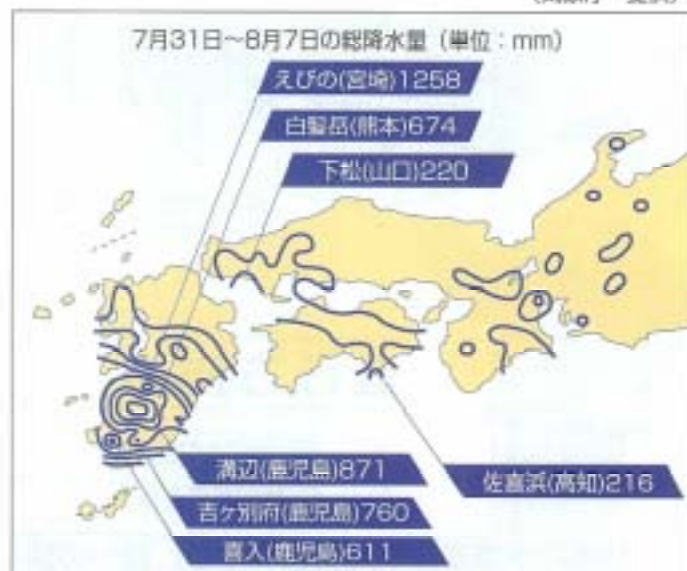 7月31日～8月7日の総降水量（単位：mm）
えびの(宮崎)1258
白髪岳(熊本)674
下松(山口)220
溝辺(鹿児島)871
吉ヶ別府(鹿児島)760
喜入(鹿児島)611
佐喜浜(高知)216